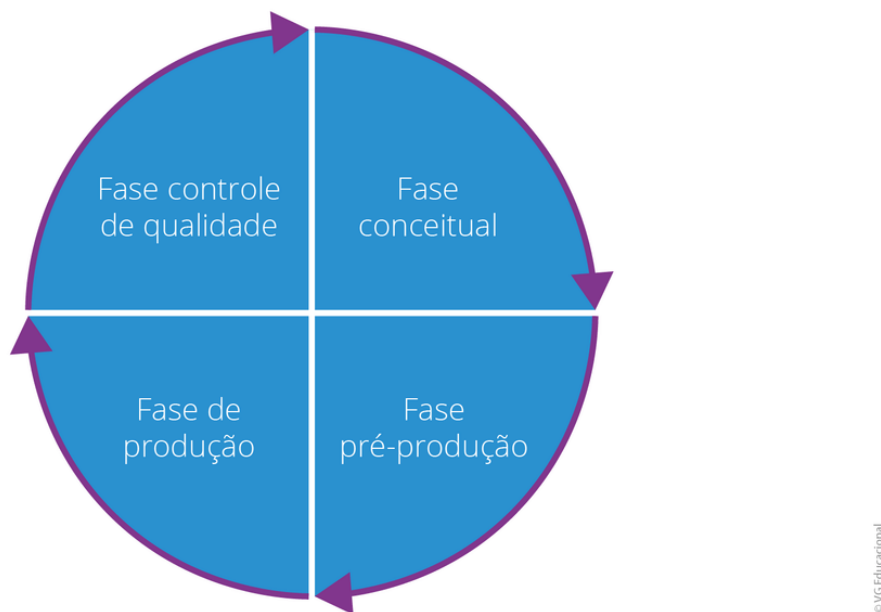 Fase controle
de qualidade
Fase
conceitual
Fase de
produção
Fase
pré-produção
© VG Educacional